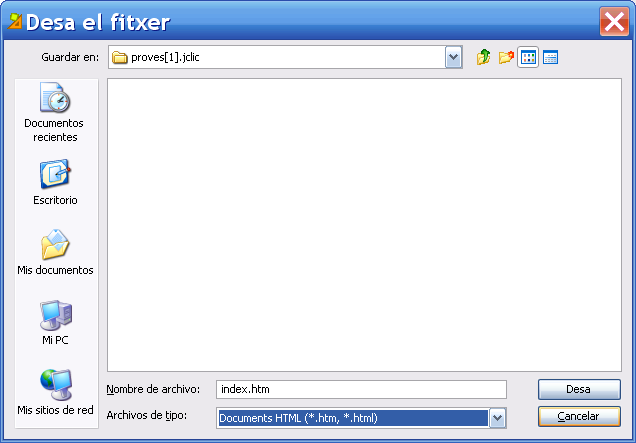 Desa el fitxer
Guardar en:
proves[1].jclic
Documentos
recientes
Escritorio
Mis documentos
Mi PC
Mis sitios de red
Nombre de archivo:
index.htm
Desa
Archivos de tipo:
Documents HTML (*.htm, *.html)
Cancelar